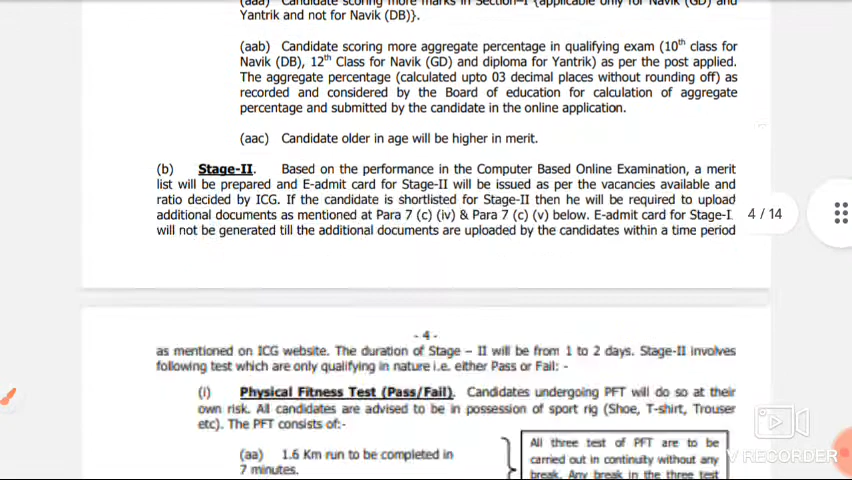 (aaa) Candidate scoring more marks in Section-I {applicable only for Navik (GD) and
Yantrik and not for Navik (DB)}.
(aab) Candidate scoring more aggregate percentage in qualifying exam (10th class for
Navik (DB), 12th Class for Navik (GD) and diploma for Yantrik) as per the post applied.
The aggregate percentage (calculated upto 03 decimal places without rounding off) as
recorded and considered by the Board of education for calculation of aggregate
percentage and submitted by the candidate in the online application.
(aac) Candidate older in age will be higher in merit.
(b) Stage-II. Based on the performance in the Computer Based Online Examination, a merit
list will be prepared and E-admit card for Stage-II will be issued as per the vacancies available and
ratio decided by ICG. If the candidate is shortlisted for Stage-II then he will be required to upload
additional documents as mentioned at Para 7 (c) (iv) & Para 7 (c) (v) below. E-admit card for Stage-I
will not be generated till the additional documents are uploaded by the candidates within a time period
4 / 14
- 4 -
as mentioned on ICG website. The duration of Stage – II will be from 1 to 2 days. Stage-II involves
following test which are only qualifying in nature i.e. either Pass or Fail: -
(i) Physical Fitness Test (Pass/Fail). Candidates undergoing PFT will do so at their
own risk. All candidates are advised to be in possession of sport rig (Shoe, T-shirt, Trouser
etc). The PFT consists of:-
(aa) 1.6 Km run to be completed in
7 minutes.
All three test of PFT are to be
carried out in continuity without any
break. Any break in the three test
V RECORDER